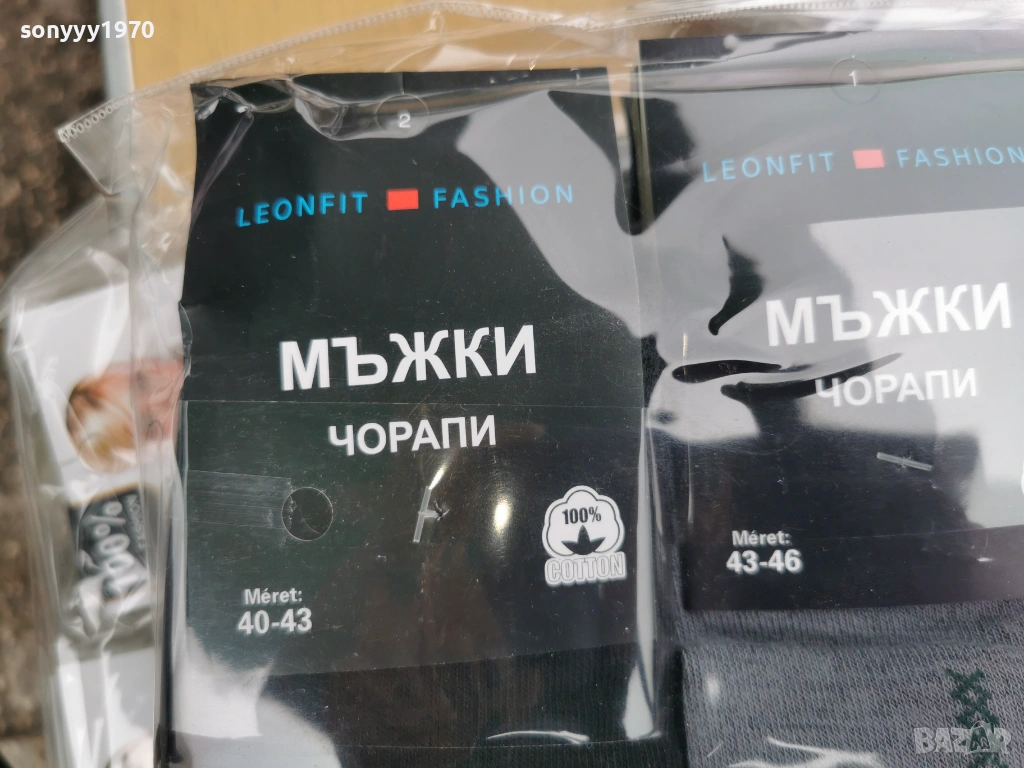 sonyyy1970
2
LEONFIT FASHION
МЪЖКИ
ЧОРАПИ
100%
COTTON
Méret:
40-43
1
LEONFIT FASHION
МЪЖКИ
ЧОРАПИ
Méret:
43-46
100%
BAZAR